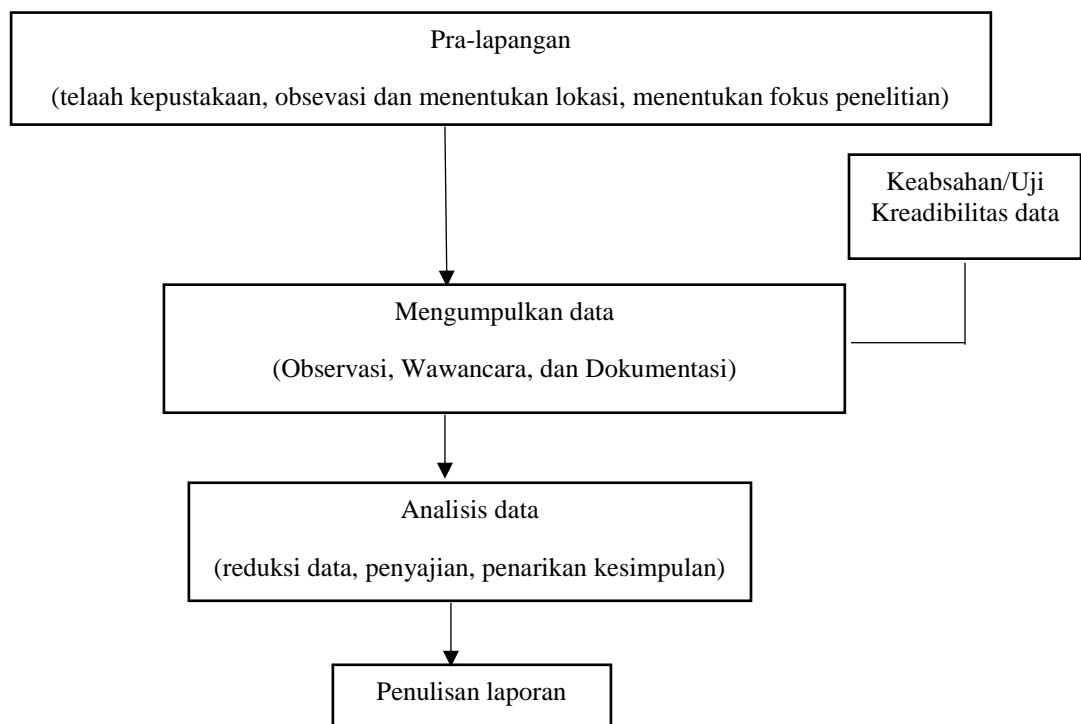 Pra-lapangan
(telaah kepustakaan, obsevasi dan menentukan lokasi, menentukan fokus penelitian)
Keabsahan/Uji
Kreadibilitas data
Mengumpulkan data
(Observasi, Wawancara, dan Dokumentasi)
Analisis data
(reduksi data, penyajian, penarikan kesimpulan)
Penulisan laporan